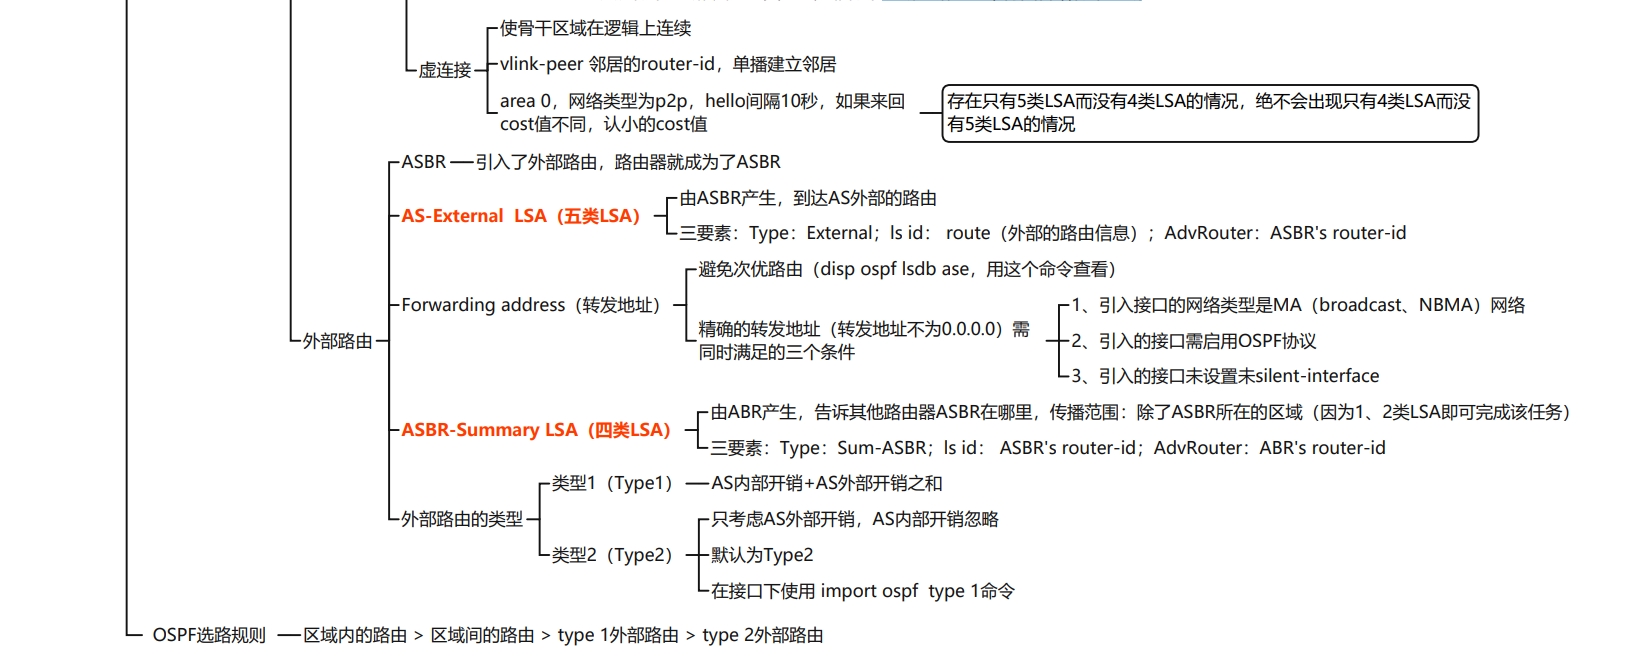 使骨干区域在逻辑上连续
虚连接
vlink-peer 邻居的router-id，单播建立邻居
area 0，网络类型为p2p，hello间隔10秒，如果来回
cost值不同，认小的cost值
存在只有5类LSA而没有4类LSA的情况，绝不会出现只有4类LSA而没
有5类LSA的情况
ASBR
引入了外部路由，路由器就成为了ASBR
AS-External  LSA（五类LSA）
由ASBR产生，到达AS外部的路由
三要素：Type：External；ls id： route（外部的路由信息）；AdvRouter：ASBR's router-id
Forwarding address（转发地址）
避免次优路由（disp ospf lsdb ase，用这个命令查看）
精确的转发地址（转发地址不为0.0.0.0）需
同时满足的三个条件
1、引入接口的网络类型是MA（broadcast、NBMA）网络
2、引入的接口需启用OSPF协议
3、引入的接口未设置未silent-interface
外部路由
ASBR-Summary LSA（四类LSA）
由ABR产生，告诉其他路由器ASBR在哪里，传播范围：除了ASBR所在的区域（因为1、2类LSA即可完成该任务）
三要素：Type：Sum-ASBR；ls id： ASBR's router-id；AdvRouter：ABR's router-id
外部路由的类型
类型1（Type1）
AS内部开销+AS外部开销之和
类型2（Type2）
只考虑AS外部开销，AS内部开销忽略
默认为Type2
在接口下使用 import ospf  type 1命令
OSPF选路规则
区域内的路由 > 区域间的路由 > type 1外部路由 > type 2外部路由